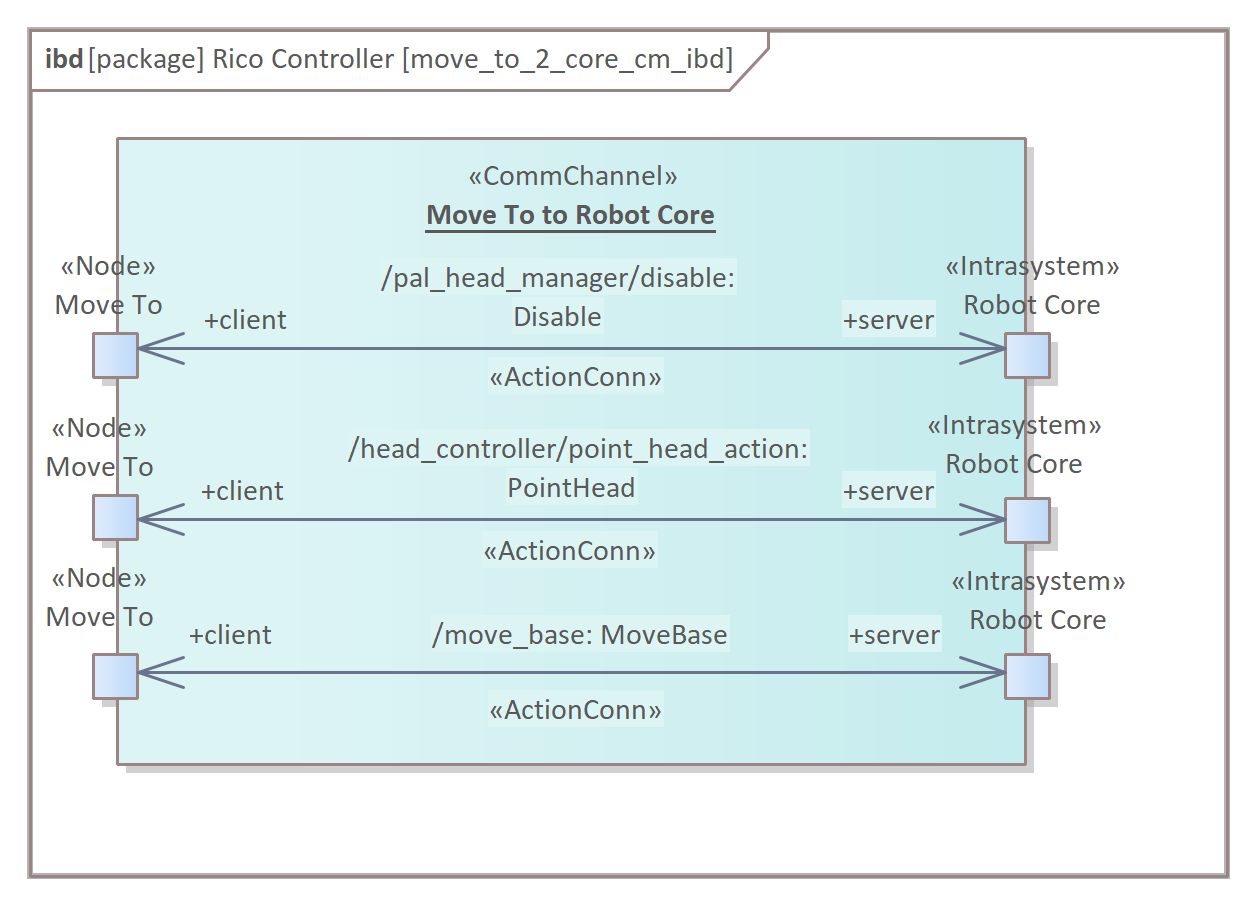 ibd [package] Rico Controller [move_to_2_core_cm_ibd]
«CommChannel»
Move To to Robot Core
«Node»
Move To
/pal_head_manager/disable:
Disable
«Intrasystem»
Robot Core
+client
+server
«ActionConn»
«Node»
Move To
/head_controller/point_head_action:
PointHead
«Intrasystem»
Robot Core
+client
+server
«ActionConn»
«Node»
Move To
«Intrasystem»
Robot Core
+client
/move_base: MoveBase
+server
«ActionConn»